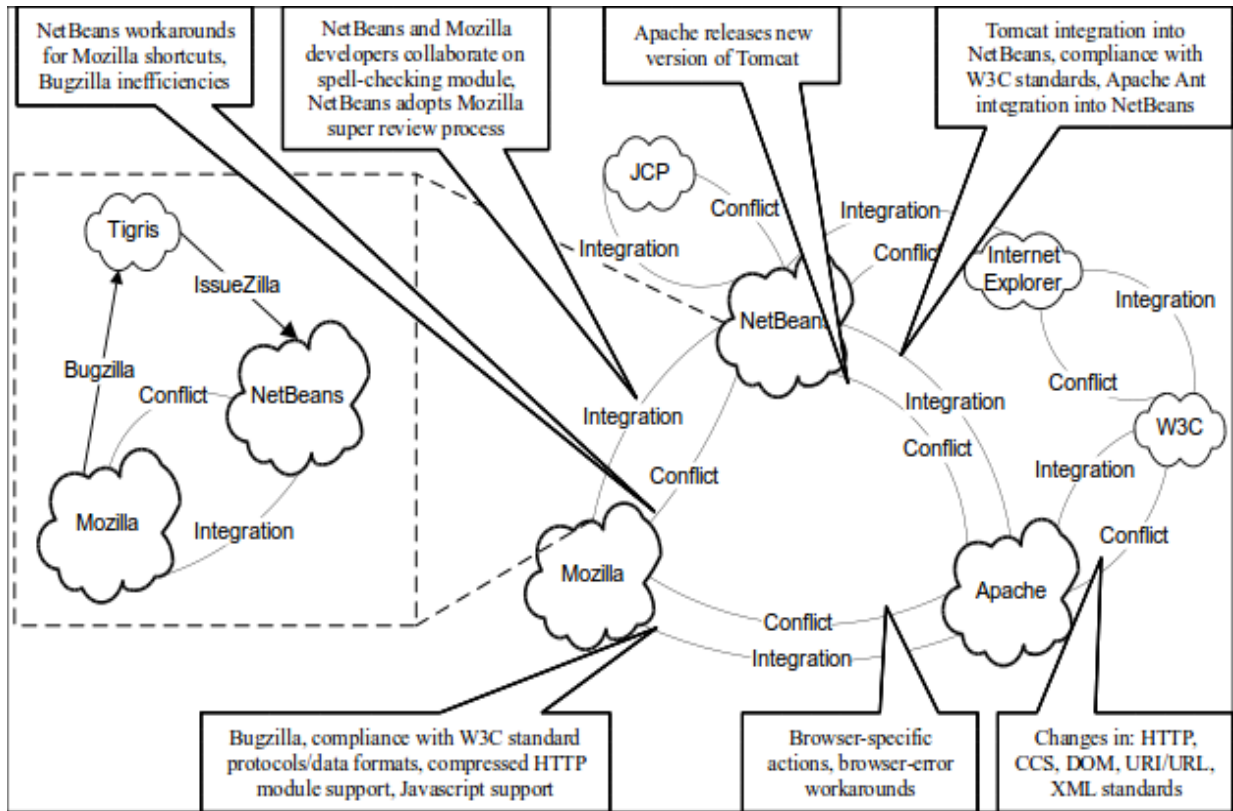 NetBeans workarounds
for Mozilla shortcuts,
Bugzilla inefficiencies
NetBeans and Mozilla
developers collaborate on
spell-checking module,
NetBeans adopts Mozilla
super review process
Apache releases new
version of Tomcat
Tomcat integration into
NetBeans, compliance with
W3C standards, Apache Ant
integration into NetBeans
Tigris
IssueZilla
Bugzilla
Conflict
NetBeans
Mozilla
Integration
JCP
Conflict
Integration
Integration
Conflict
Internet
Explorer
Integration
Conflict
NetBeans
W3C
Integration
Conflict
Integration
Conflict
Integration
Conflict
Mozilla
Apache
Conflict
Integration
Bugzilla, compliance with W3C standard
protocols/data formats, compressed HTTP
module support, Javascript support
Browser-specific
actions, browser-error
workarounds
Changes in: HTTP,
CCS, DOM, URI/URL,
XML standards